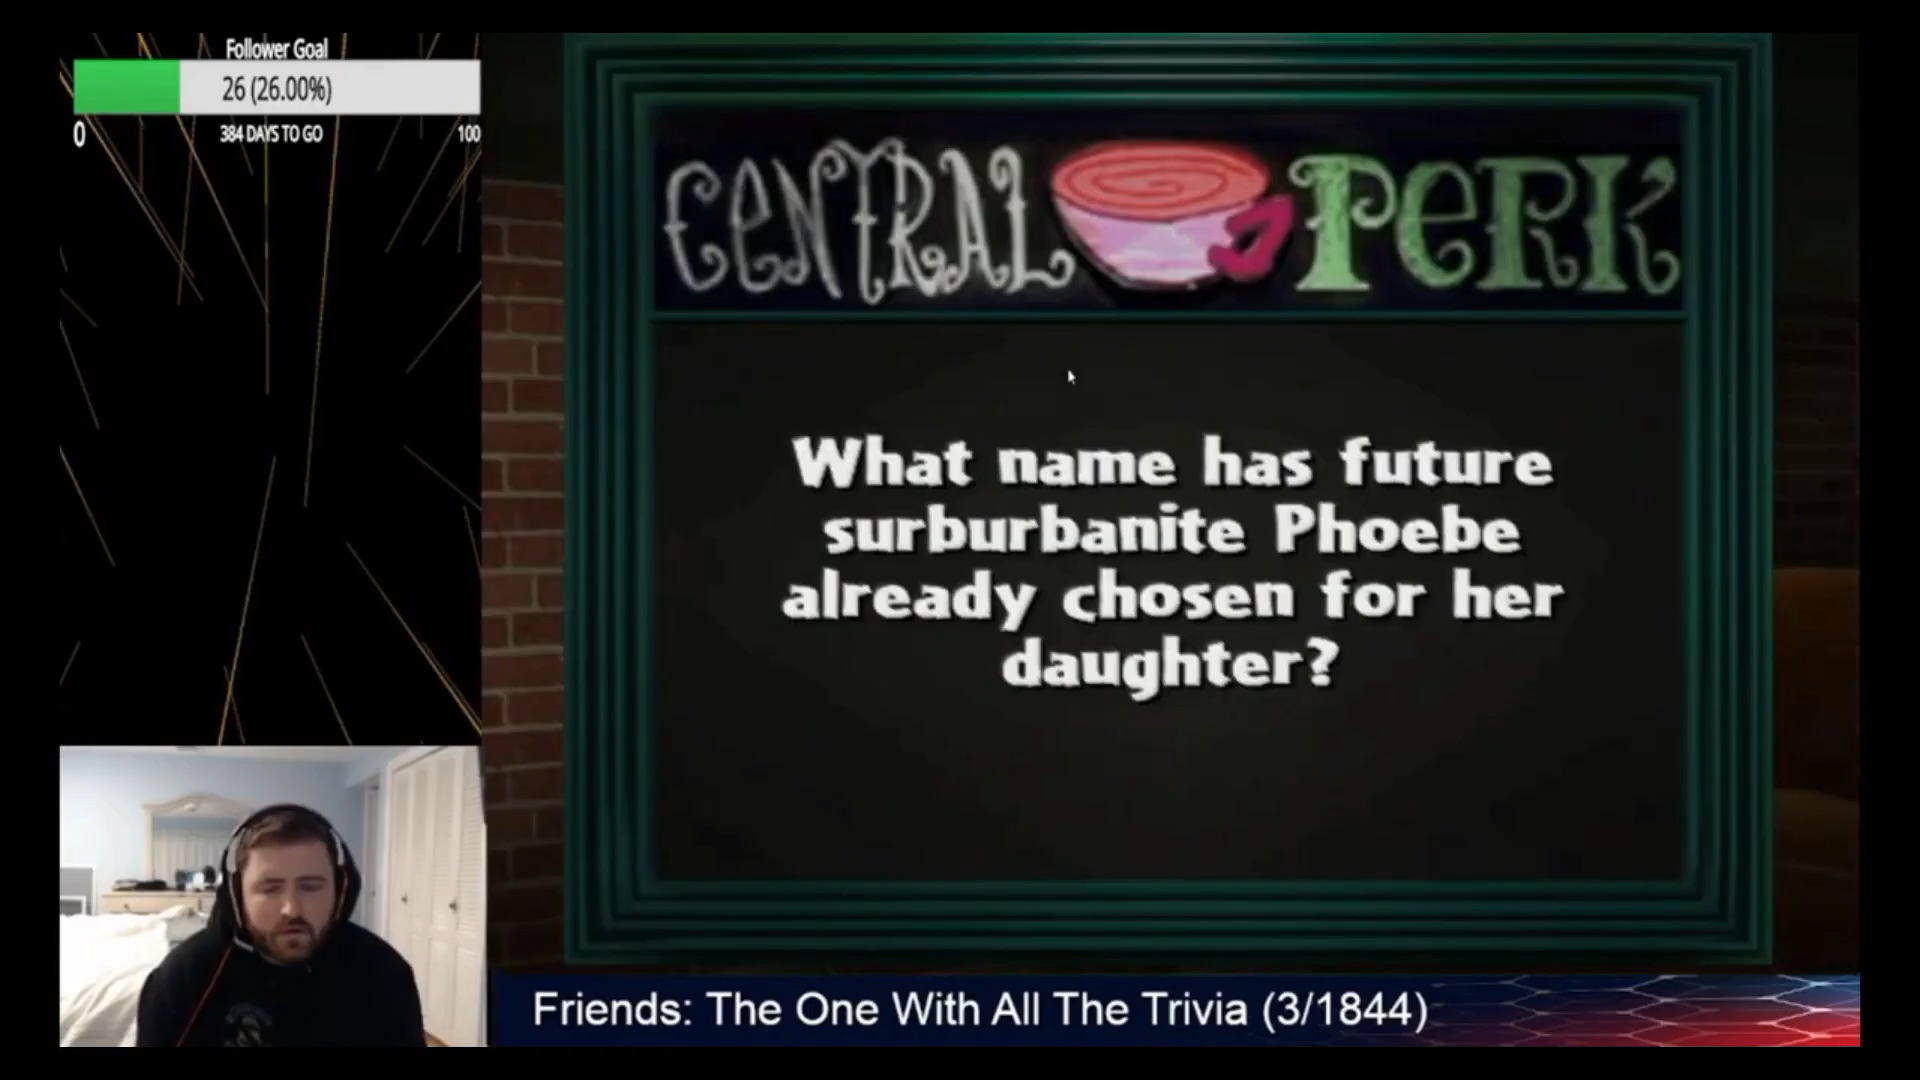 Follower Goal
26 (26.00%)
0
384 DAYS TO GO
100
CENTRAL PERK
What name has future
surburbanite Phoebe
already chosen for her
daughter?
Friends: The One With All The Trivia (3/1844)